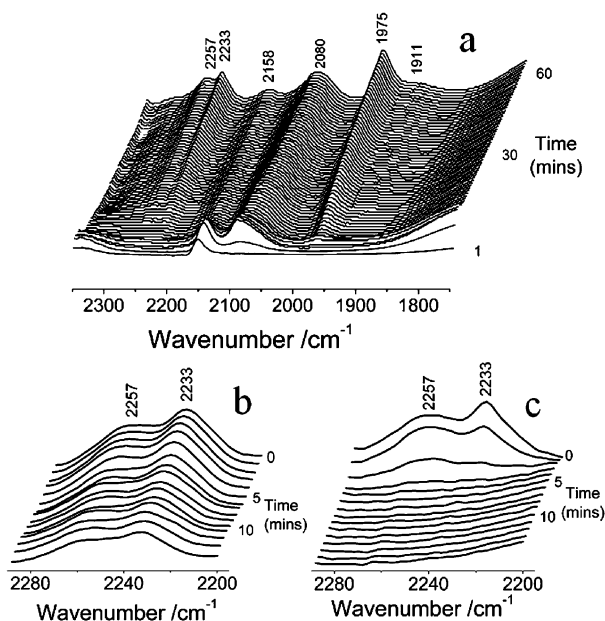 a
2257
2233
2158
2080
1975
1911
60
30
Time
(mins)
1
2300 2200 2100 2000 1900 1800
Wavenumber /cm-1
b
2257
2233
0
5
10
Time
(mins)
2280 2240 2200
Wavenumber /cm-1
c
2257
2233
0
5
10
Time
(mins)
2280 2240 2200
Wavenumber /cm-1